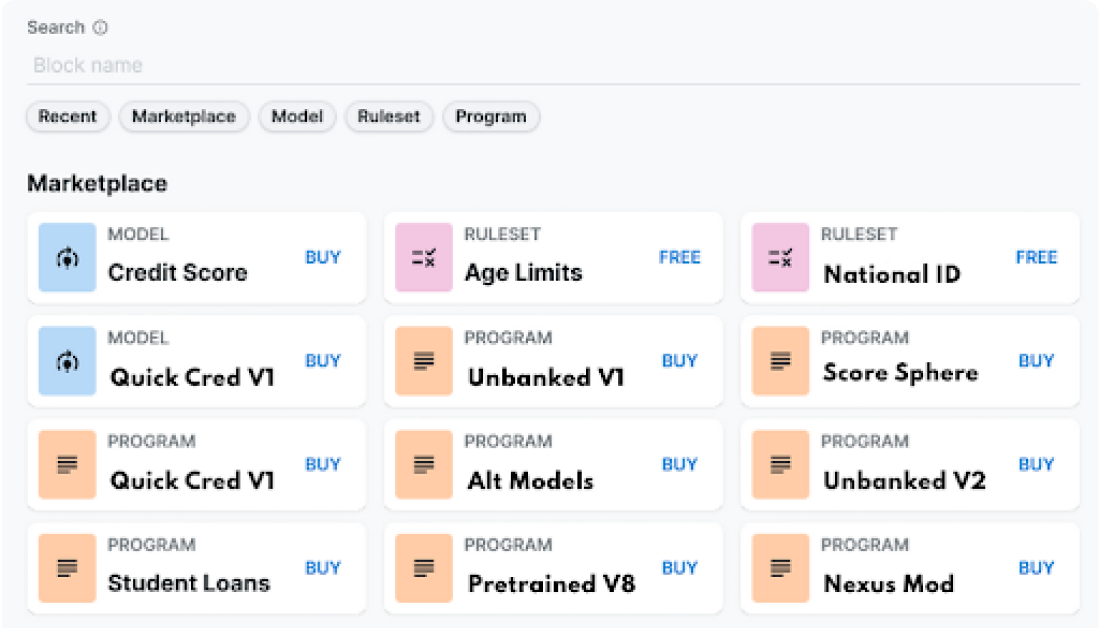 Search
Block name
Recent Marketplace Model Ruleset Program
Marketplace
MODEL
Credit Score
BUY
RULESET
Age Limits
FREE
RULESET
National ID
FREE
MODEL
Quick Cred V1
BUY
PROGRAM
Unbanked V1
BUY
PROGRAM
Score Sphere
BUY
PROGRAM
Quick Cred V1
BUY
PROGRAM
Alt Models
BUY
PROGRAM
Unbanked V2
BUY
PROGRAM
Student Loans
BUY
PROGRAM
Pretrained V8
BUY
PROGRAM
Nexus Mod
BUY